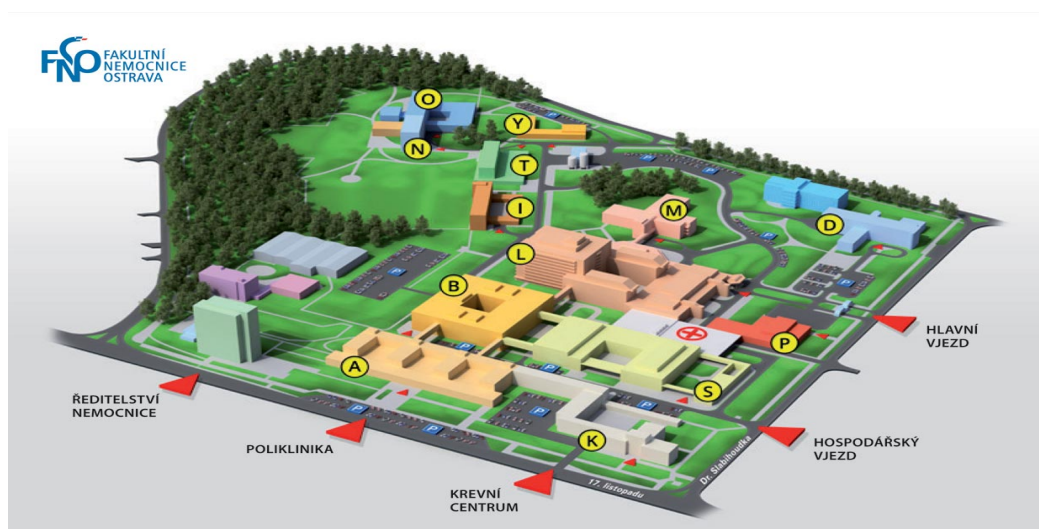 FNO
FAKULTNÍ
NEMOCNICE
OSTRAVA
O
Y
N
T
I
M
D
L
B
P
A
S
K
HLAVNÍ
VJEZD
ŘEDITELSTVÍ
NEMOCNICE
POLIKLINIKA
KREVNÍ
CENTRUM
HOSPODÁŘSKÝ
VJEZD
17. listopadu
Dr. Slabihoudka
P
P
P
P
P
P
P
P
P
P
P